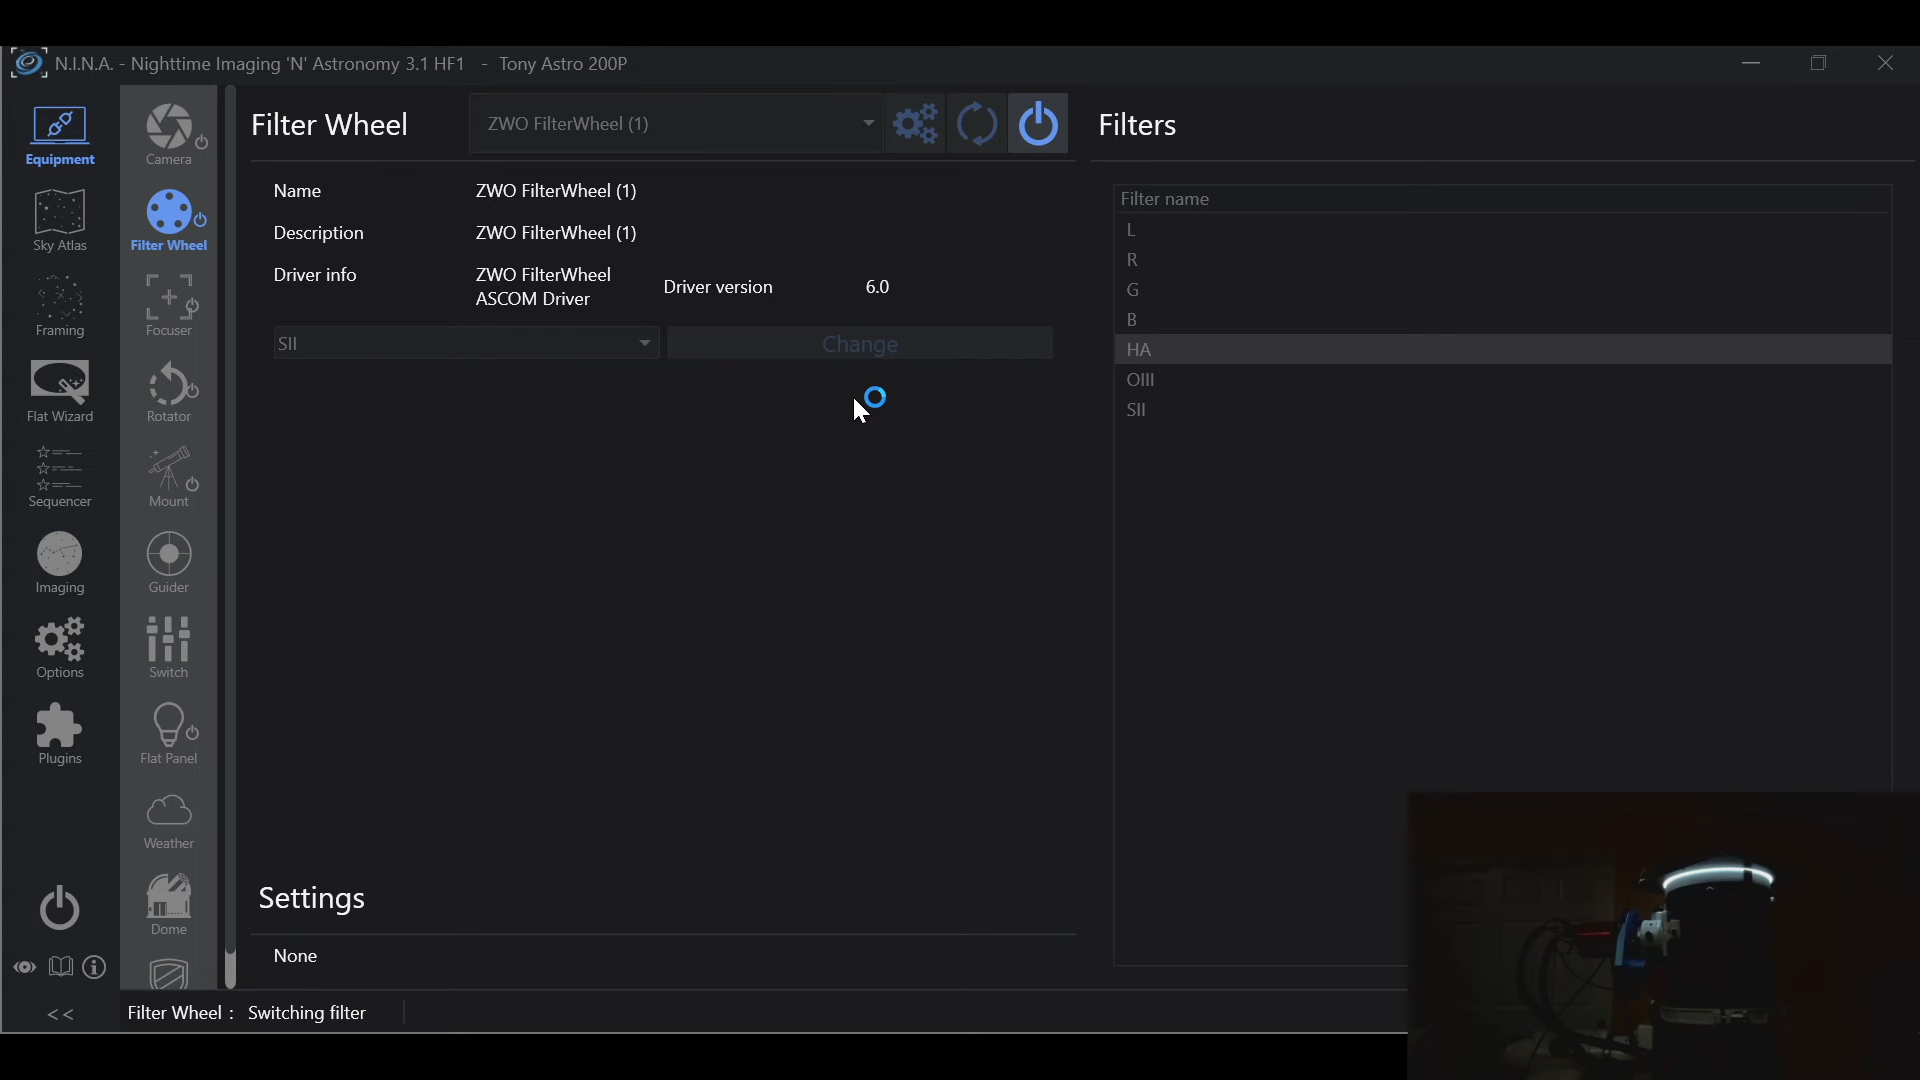 N.I.N.A. - Nighttime Imaging 'N' Astronomy 3.1 HF1 - Tony Astro 200P
Equipment
Sky Atlas
Framing
Flat Wizard
Sequencer
Imaging
Options
Plugins
<<
Camera
Filter Wheel
Focuser
Rotator
Mount
Guider
Switch
Flat Panel
Weather
Dome
Filter Wheel
ZWO FilterWheel (1)
Name ZWO FilterWheel (1)
Description ZWO FilterWheel (1)
Driver info ZWO FilterWheel
ASCOM Driver
Driver version 6.0
SII
Change
Settings
None
Filters
Filter name
L
R
G
B
HA
OIII
SII
Filter Wheel : Switching filter